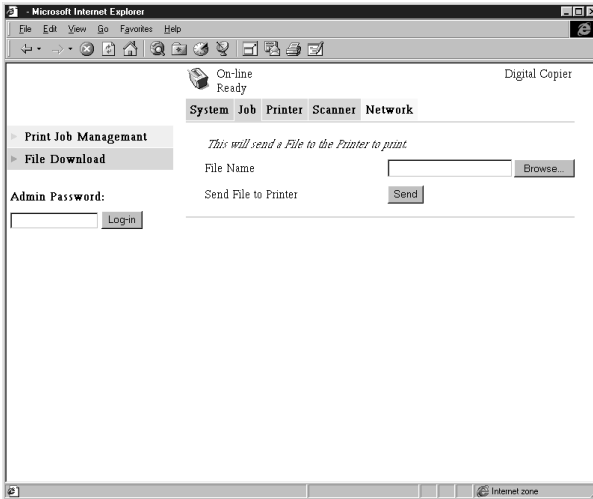 - Microsoft Internet Explorer
File Edit View Go Favorites Help
On-line
Ready
Digital Copier
System Job Printer Scanner Network
Print Job Managemant
File Download
Admin Password:
Log-in
This will send a File to the Printer to print.
File Name
Browse...
Send File to Printer
Send
Internet zone